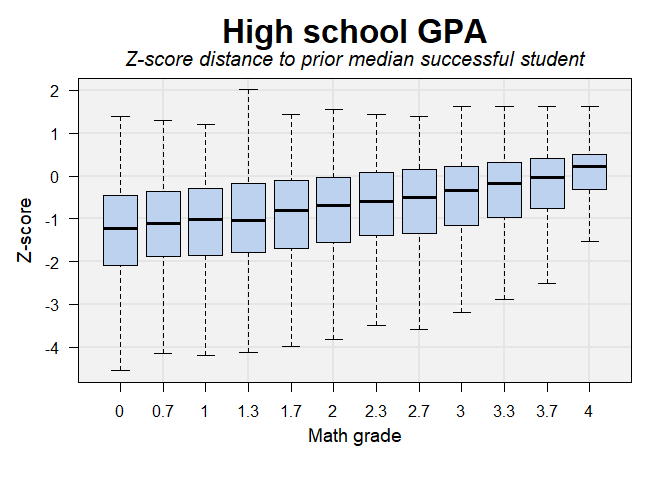 High school GPA
Z-score distance to prior median successful student
2
1
0
-1
-2
-3
-4
Z-score
0 0.7 1 1.3 1.7 2 2.3 2.7 3 3.3 3.7 4
Math grade